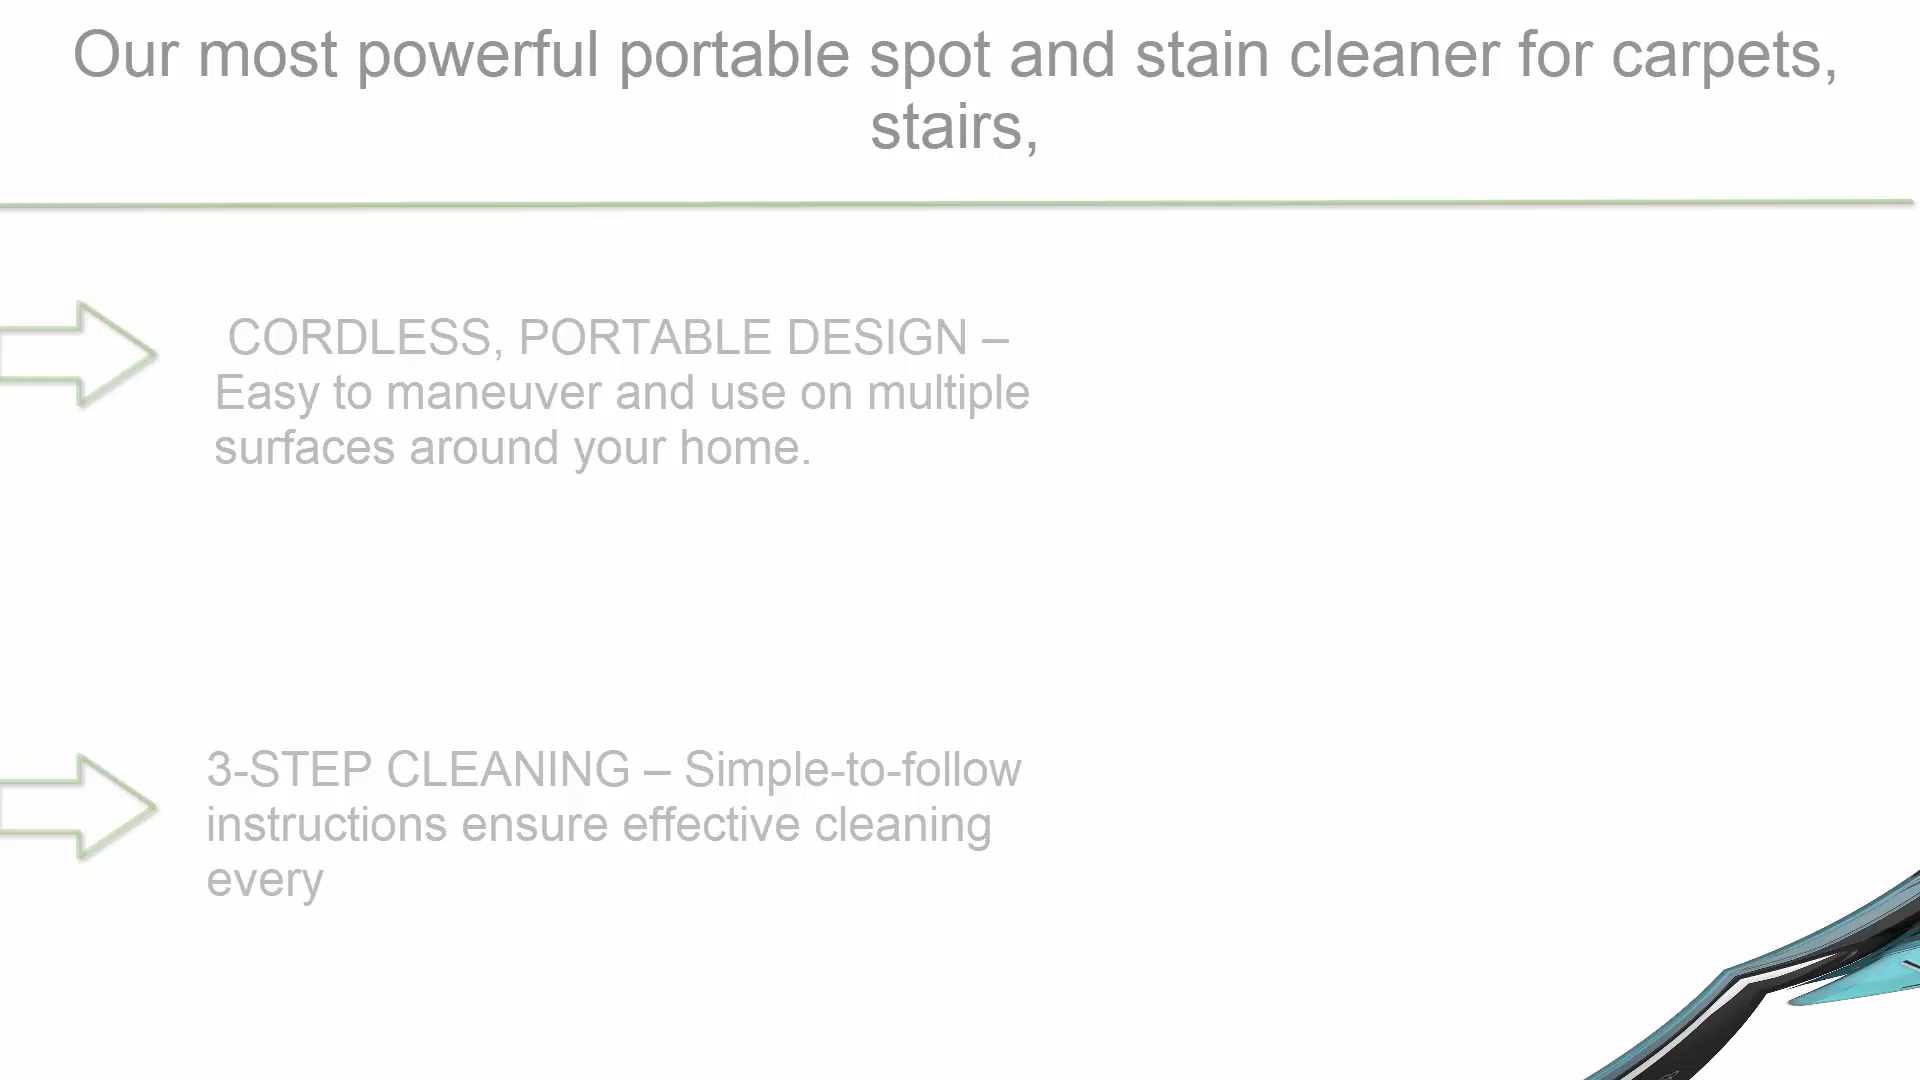 Our most powerful portable spot and stain cleaner for carpets,
stairs,
CORDLESS, PORTABLE DESIGN –
Easy to maneuver and use on multiple
surfaces around your home.
3-STEP CLEANING – Simple-to-follow
instructions ensure effective cleaning
every